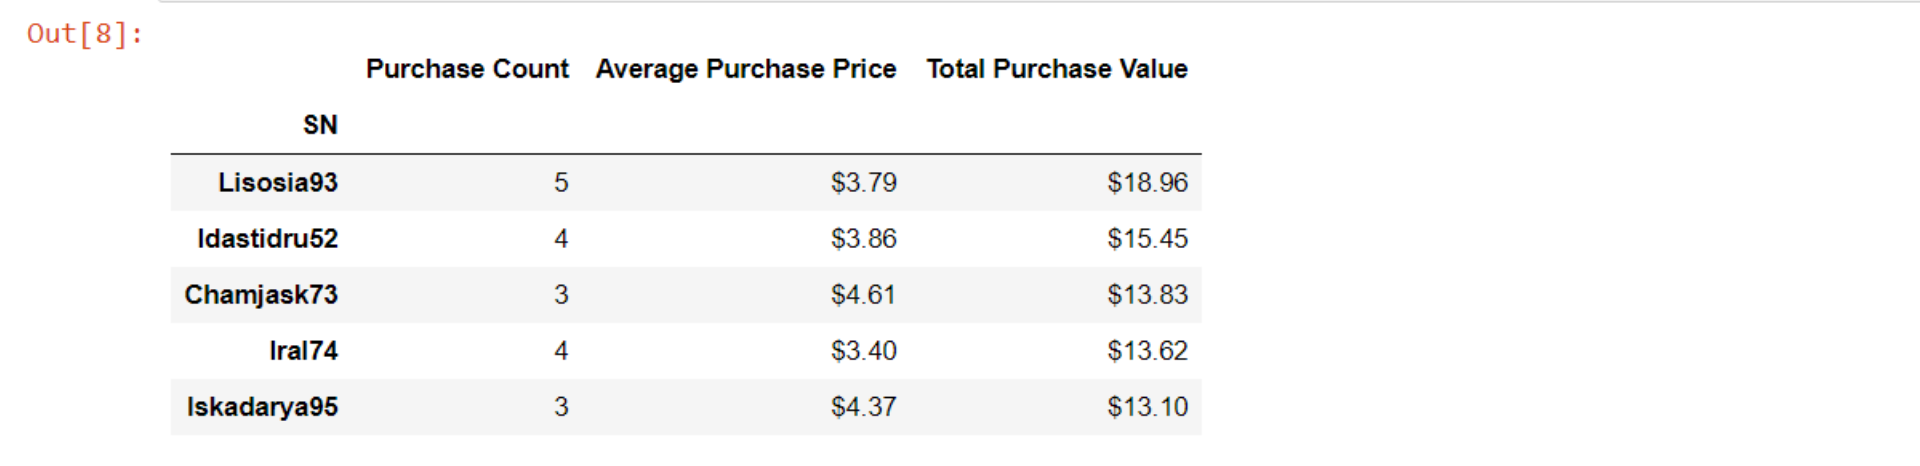 Out[8]:
Purchase Count Average Purchase Price Total Purchase Value
SN
Lisosia93 5 $3.79 $18.96
Idastidru52 4 $3.86 $15.45
Chamjask73 3 $4.61 $13.83
Iral74 4 $3.40 $13.62
Iskadarya95 3 $4.37 $13.10